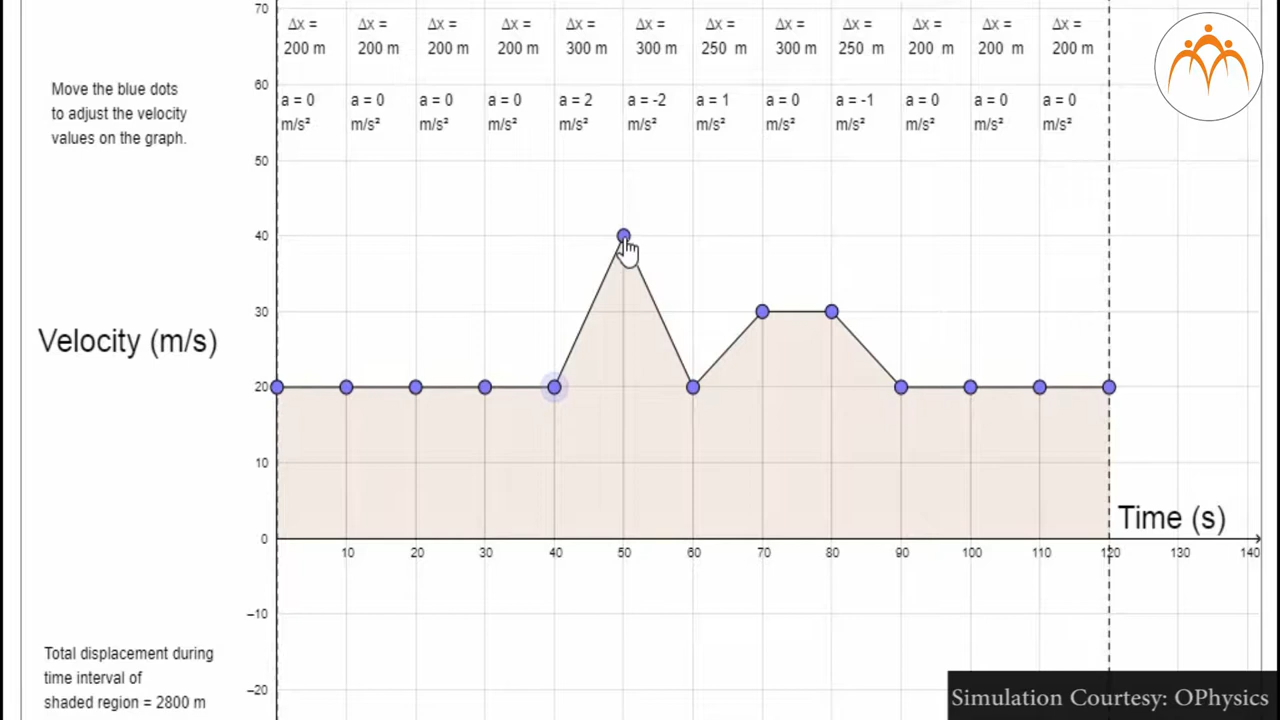 70
Δx = Δx = Δx = Δx = Δx = Δx = Δx = Δx = Δx = Δx = Δx = Δx =
200 m 200 m 200 m 200 m 300 m 300 m 250 m 300 m 250 m 200 m 200 m 200 m
Move the blue dots
to adjust the velocity
values on the graph.
60
a = 0 a = 0 a = 0 a = 0 a = 2 a = -2 a = 1 a = 0 a = -1 a = 0 a = 0 a = 0
m/s² m/s² m/s² m/s² m/s² m/s² m/s² m/s² m/s² m/s² m/s² m/s²
50
40
30
Velocity (m/s)
20
10
Time (s)
0
10 20 30 40 50 60 70 80 90 100 110 120 130 140
–10
Total displacement during
time interval of
shaded region = 2800 m
–20
Simulation Courtesy: OPhysics